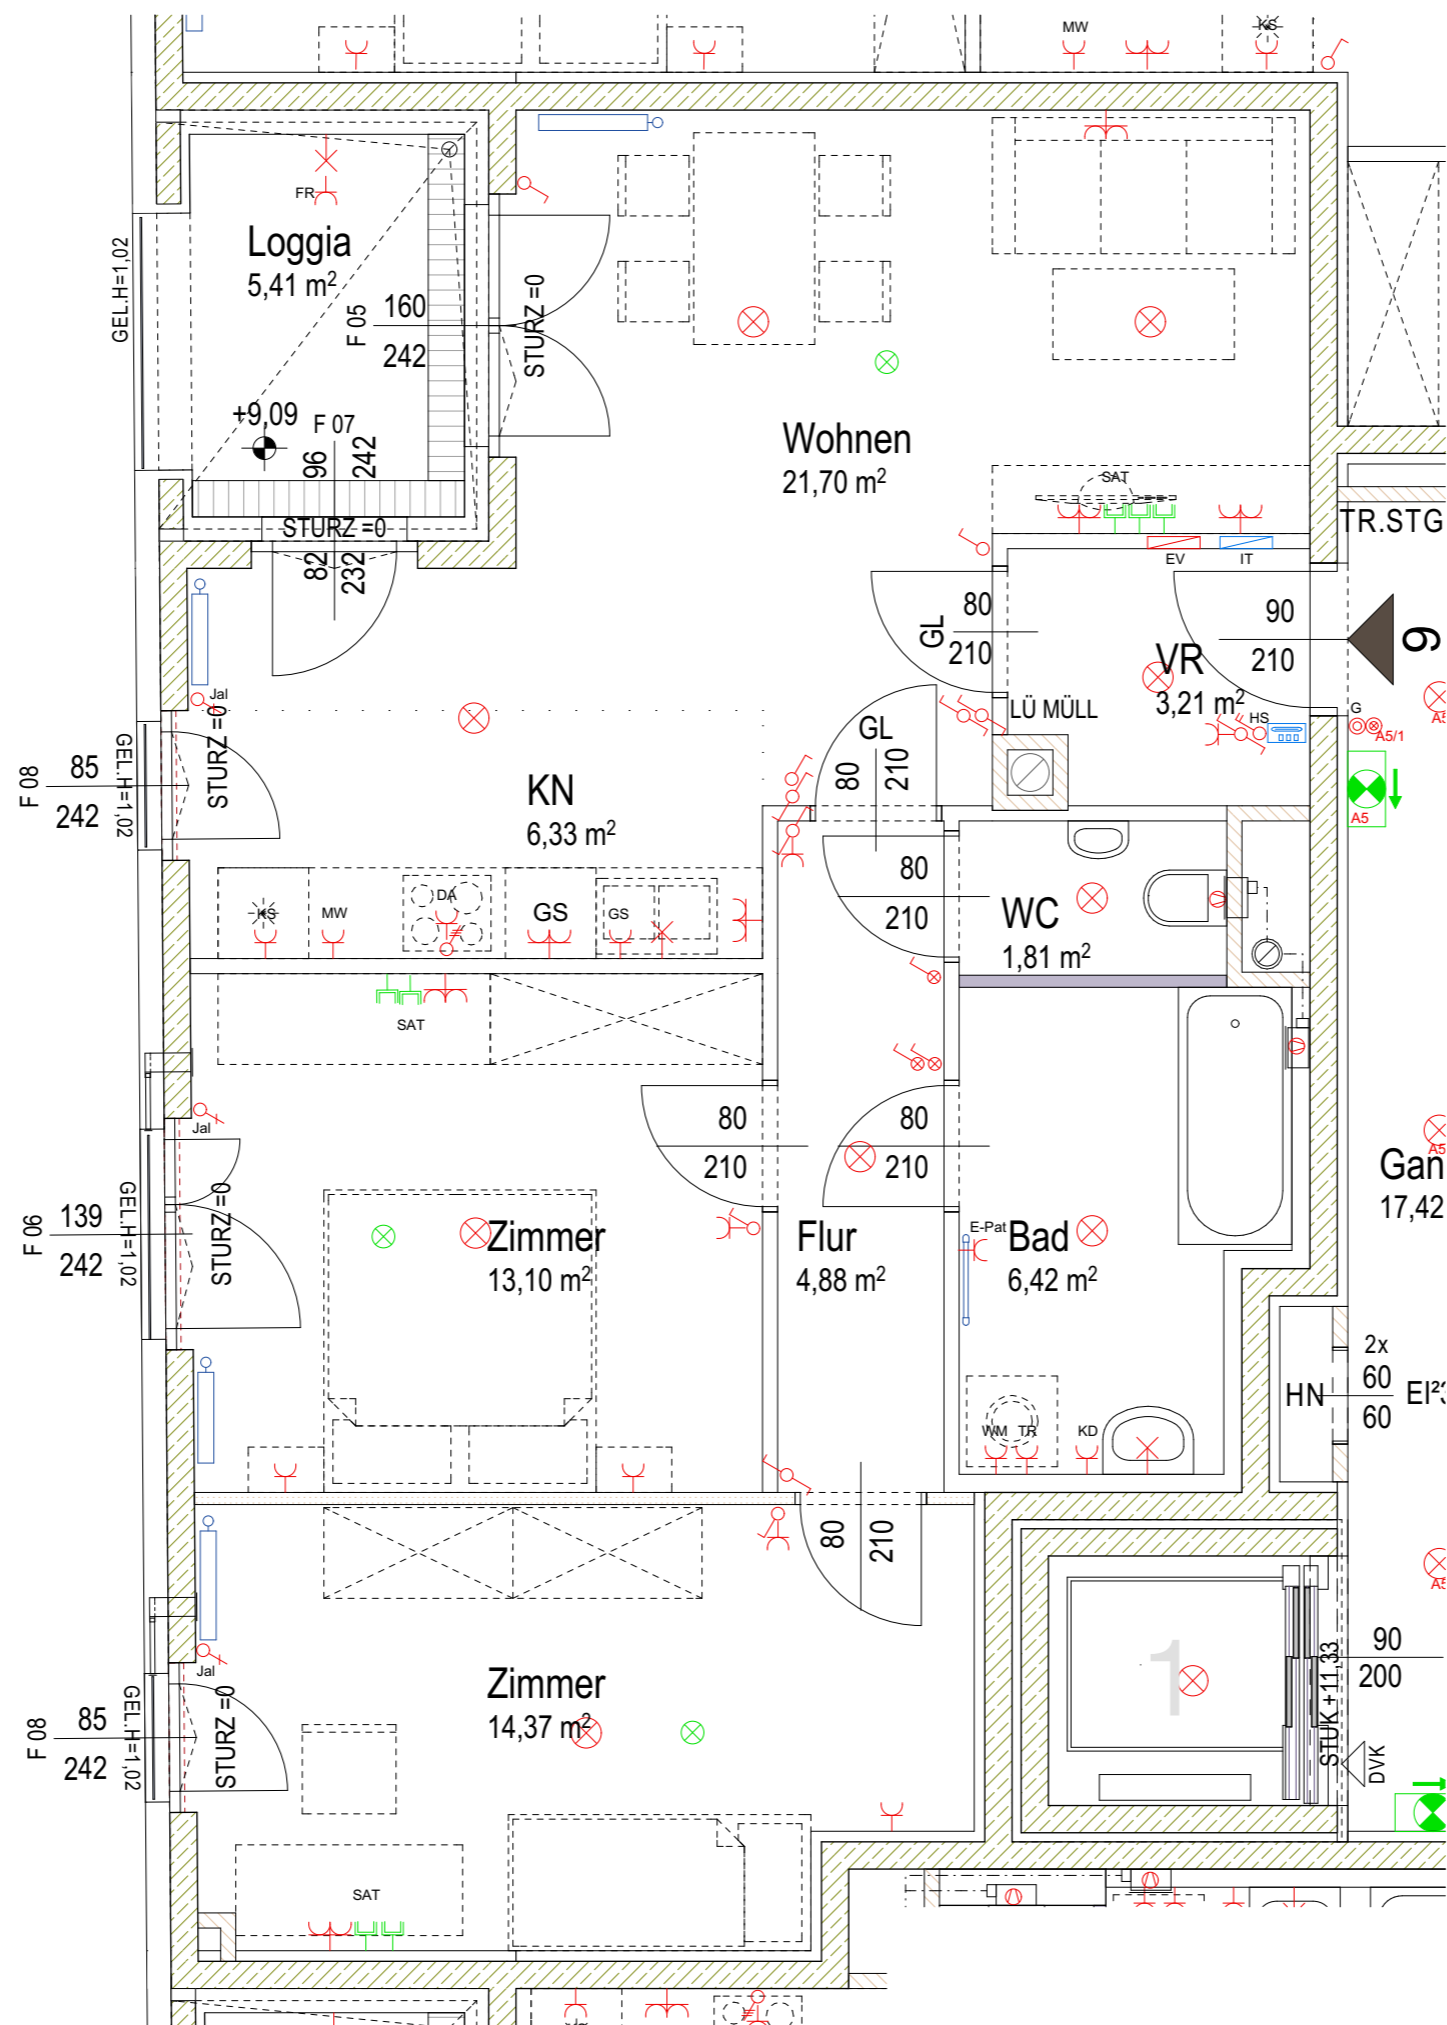 MW
KS
FR
Loggia
5,41 m²
GEL.H=1,02
F 05
160
242
STURZ =0
+9,09
F 07
96
242
STURZ =0
82
232
Wohnen
21,70 m²
SAT
TR.STG
EV
IT
GL
80
210
90
210
6
VR
3,21 m²
LÜ MÜLL
HS
G
A5/1
A5
A5
Jal
STURZ =0
GEL.H=1,02
F 08
85
242
KN
6,33 m²
GL
80
210
80
210
WC
1,81 m²
KS
MW
DA
GS
GS
SAT
Jal
80
210
80
210
F 06
139
242
GEL.H=1,02
STURZ =0
Zimmer
13,10 m²
Flur
4,88 m²
E-Pat
Bad
6,42 m²
A5
Gan
17,42
2x
60
60
HN
EI²
WM
TR
KD
80
210
A5
Jal
F 08
85
242
GEL.H=1,02
STURZ =0
Zimmer
14,37 m²
1
STUK+11,33
90
200
DVK
SAT